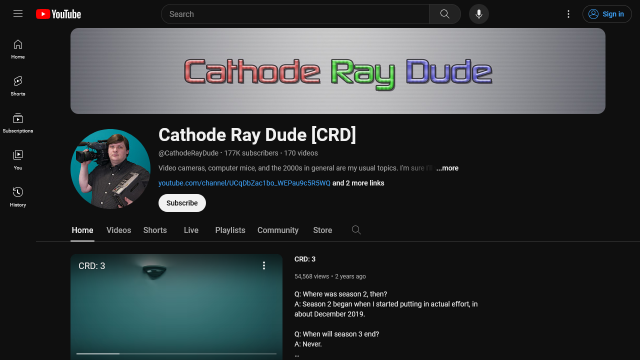 YouTube
Search
Sign in
Home
Shorts
Subscriptions
You
History
Cathode Ray Dude
Cathode Ray Dude [CRD]
@CathodeRayDude · 177K subscribers · 170 videos
Video cameras, computer mice, and the 2000s in general are my usual topics. I'm sure ...more
youtube.com/channel/UCqDbZac1bo_WEPau9c5R5WQ and 2 more links
Subscribe
Home Videos Shorts Live Playlists Community Store
CRD: 3
CRD: 3
54,568 views • 2 years ago
Q: Where was season 2, then?
A: Season 2 began when I started putting in actual effort, in
about December 2019.
Q: When will season 3 end?
A: Never.
...